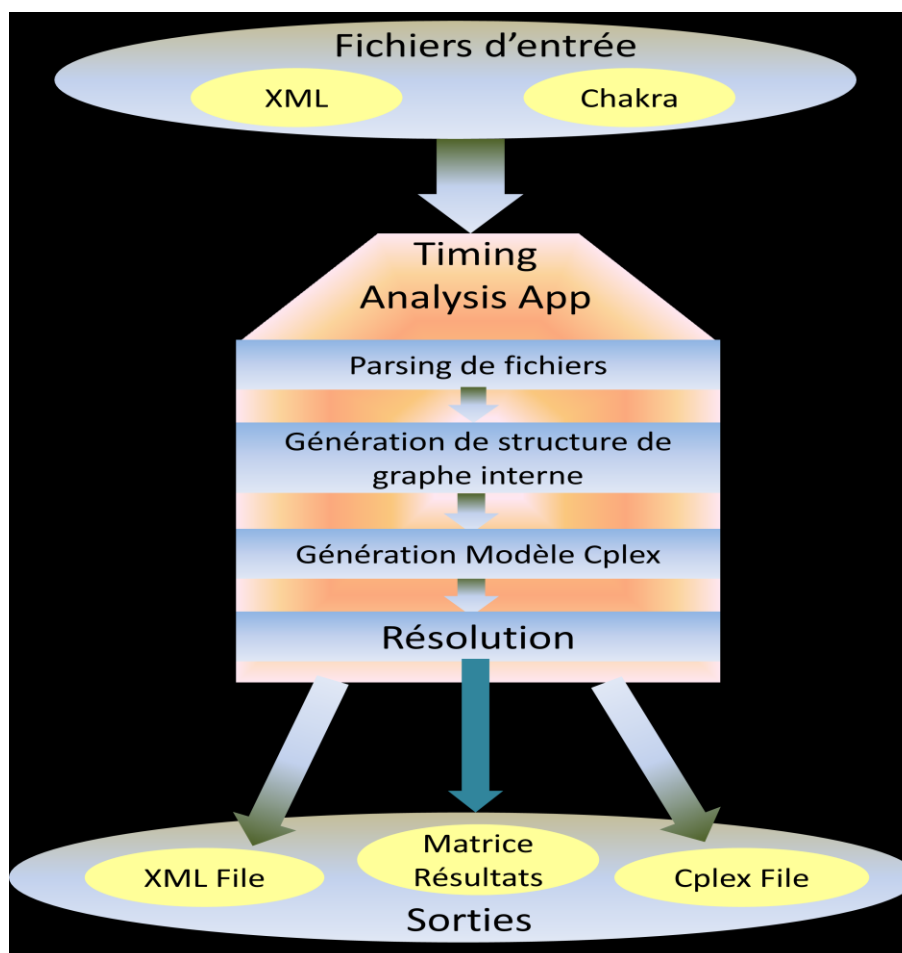 Fichiers d’entrée
XML
Chakra
Timing
Analysis App
Parsing de fichiers
Génération de structure de
graphe interne
Génération Modèle Cplex
Résolution
XML File
Matrice
Résultats
Cplex File
Sorties